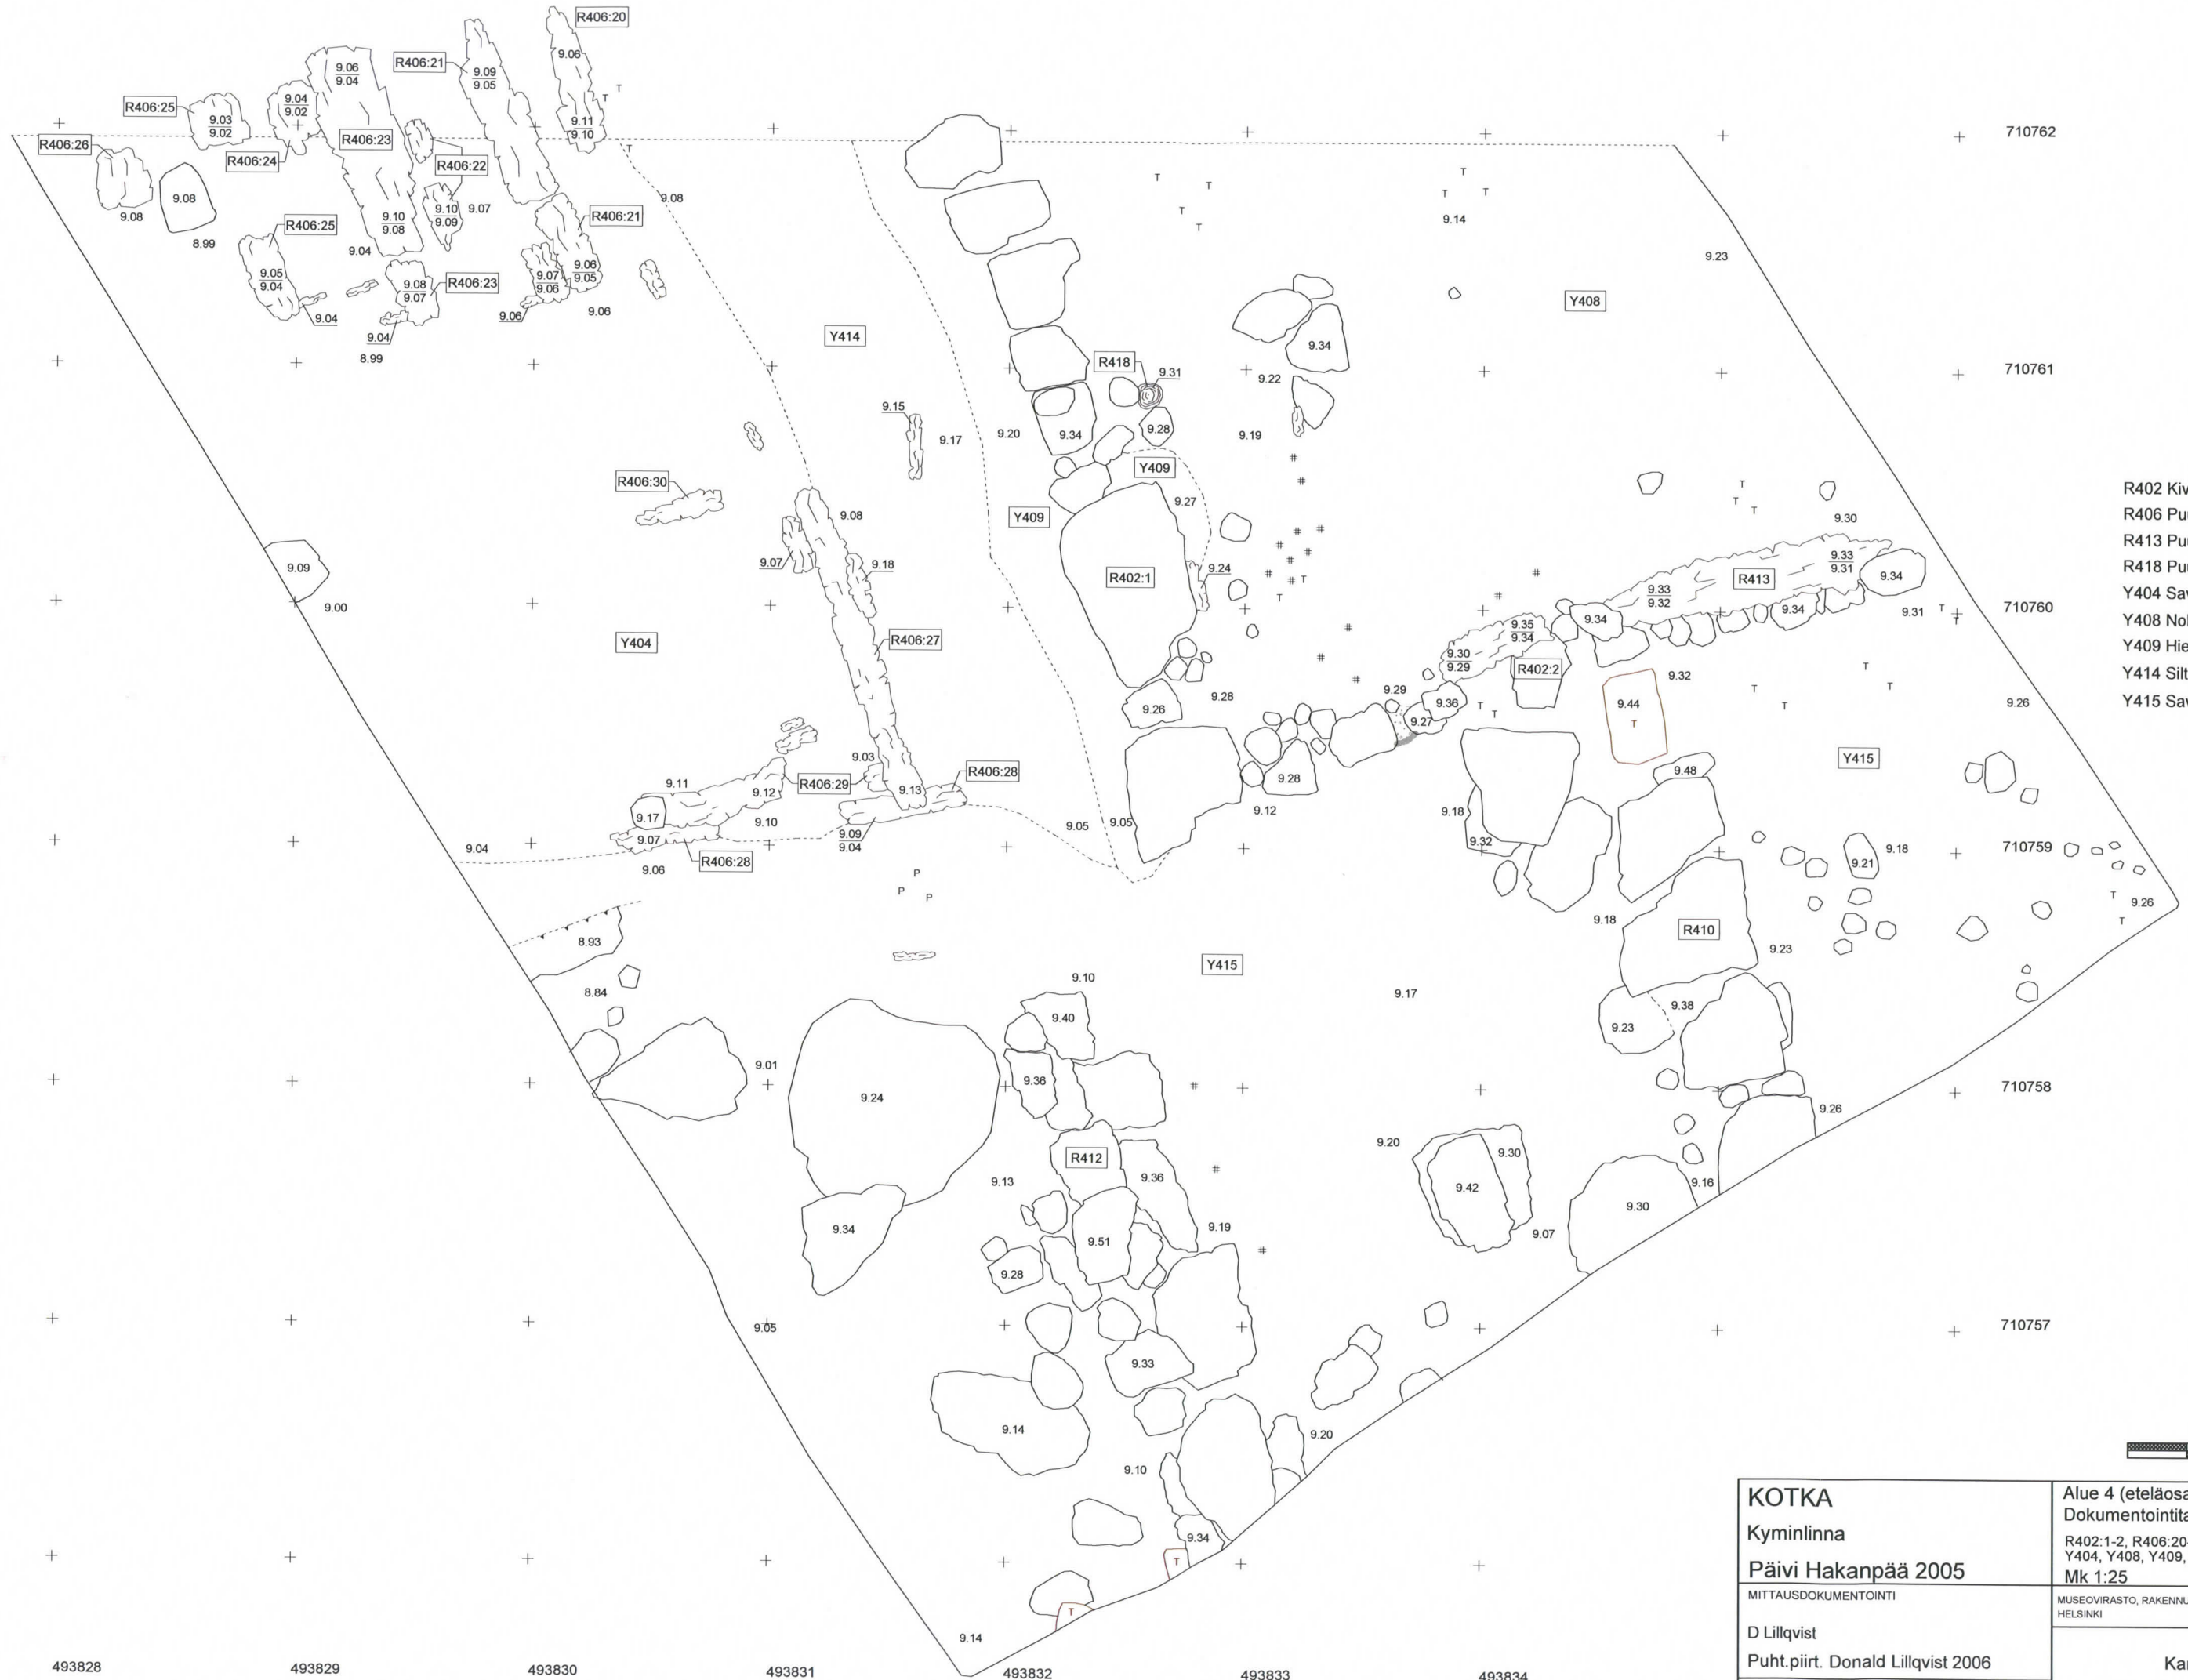 R406:20
9.06
R406:21
9.09
9.05
9.06
9.04
T
T
R406:25
9.03
9.02
9.04
9.02
9.11
9.10
R406:26
R406:24
R406:23
T
710762
R406:22
9.08
9.08
9.10
9.08
9.10
9.09
9.07
9.08
R406:21
T
T
T
T
T
T
T
T
9.14
8.99
R406:25
9.04
9.23
9.05
9.04
9.08
9.07
R406:23
9.07
9.06
9.06
9.05
9.04
9.04
9.06
9.06
8.99
Y408
Y414
9.34
R418
9.31
9.22
710761
9.15
9.17
9.20
9.34
9.28
9.19
R406:30
Y409
Y409
9.27
#
#
T
T
T
9.30
R402 Kiv
R406 Pu
R413 Pu
R418 Pu
Y404 Sav
Y408 Nol
Y409 Hie
Y414 Silt
Y415 Sav
9.08
9.07
9.18
9.09
9.00
R402:1
9.24
# # # # # # # T
T
#
#
9.33
9.31
R413
9.33
9.32
9.34
9.34
9.34
9.31
T
T
710760
Y404
R406:27
9.35
9.34
9.30
9.29
R402:2
#
#
#
9.32
T
T
T
T
9.26
9.28
9.29
9.36
9.27
T
T
9.44
T
9.26
Y415
9.03
R406:29
R406:28
9.11
9.12
9.13
9.28
9.48
9.17
9.10
9.07
9.09
9.04
9.05
9.05
9.12
9.18
9.32
R406:28
9.04
9.06
710759
9.21
9.18
P
P
P
T
T
9.26
9.18
R410
9.23
8.93
Y415
8.84
9.10
9.17
9.40
9.38
9.23
9.01
9.36
9.24
#
710758
9.26
R412
9.36
#
9.20
9.30
9.42
9.13
9.16
9.30
9.34
9.51
9.19
9.07
#
9.28
9.05
710757
9.33
9.14
9.20
9.10
9.34
T
T
9.14
493828
493829
493830
493831
493832
493833
493834
KOTKA
Kyminlinna
Päivi Hakanpää 2005
MITTAUSDOKUMENTOINTI
D Lillqvist
Puht.piirt. Donald Lillqvist 2006
Alue 4 (eteläosa
Dokumentointita
R402:1-2, R406:20-
Y404, Y408, Y409,
Mk 1:25
MUSEOVIRASTO, RAKENNU
HELSINKI
Kar